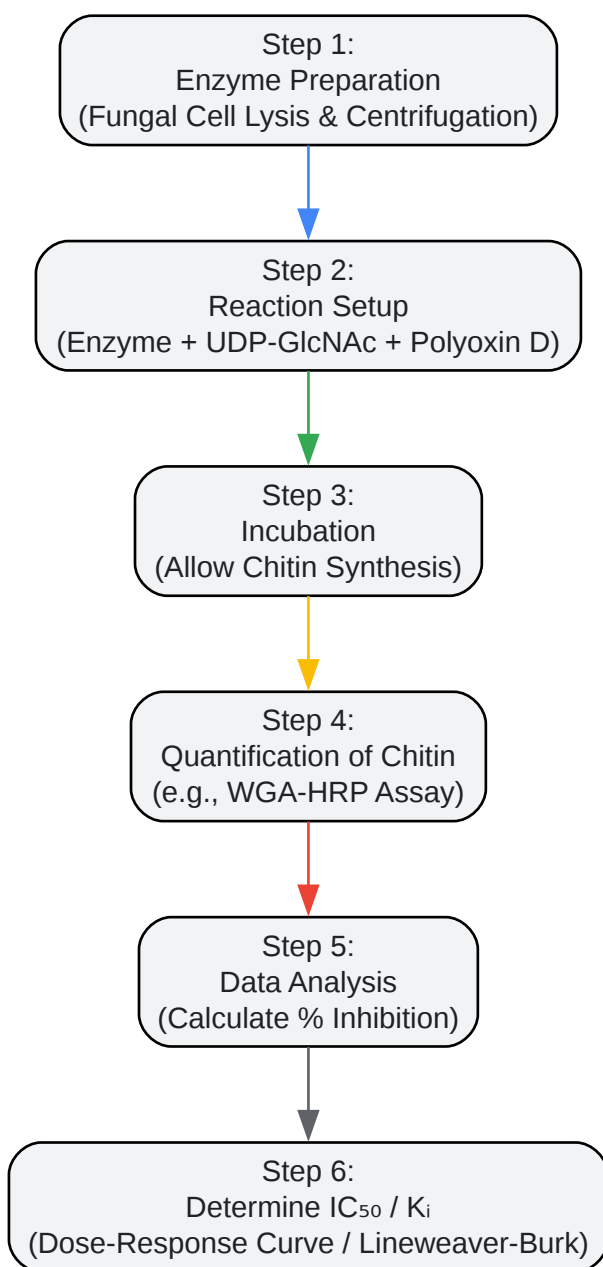 Step 1:
Enzyme Preparation
(Fungal Cell Lysis & Centrifugation)
Step 2:
Reaction Setup
(Enzyme + UDP-GlcNAc + Polyoxin D)
Step 3:
Incubation
(Allow Chitin Synthesis)
Step 4:
Quantification of Chitin
(e.g., WGA-HRP Assay)
Step 5:
Data Analysis
(Calculate % Inhibition)
Step 6:
Determine IC₅₀ / Kᵢ
(Dose-Response Curve / Lineweaver-Burk)